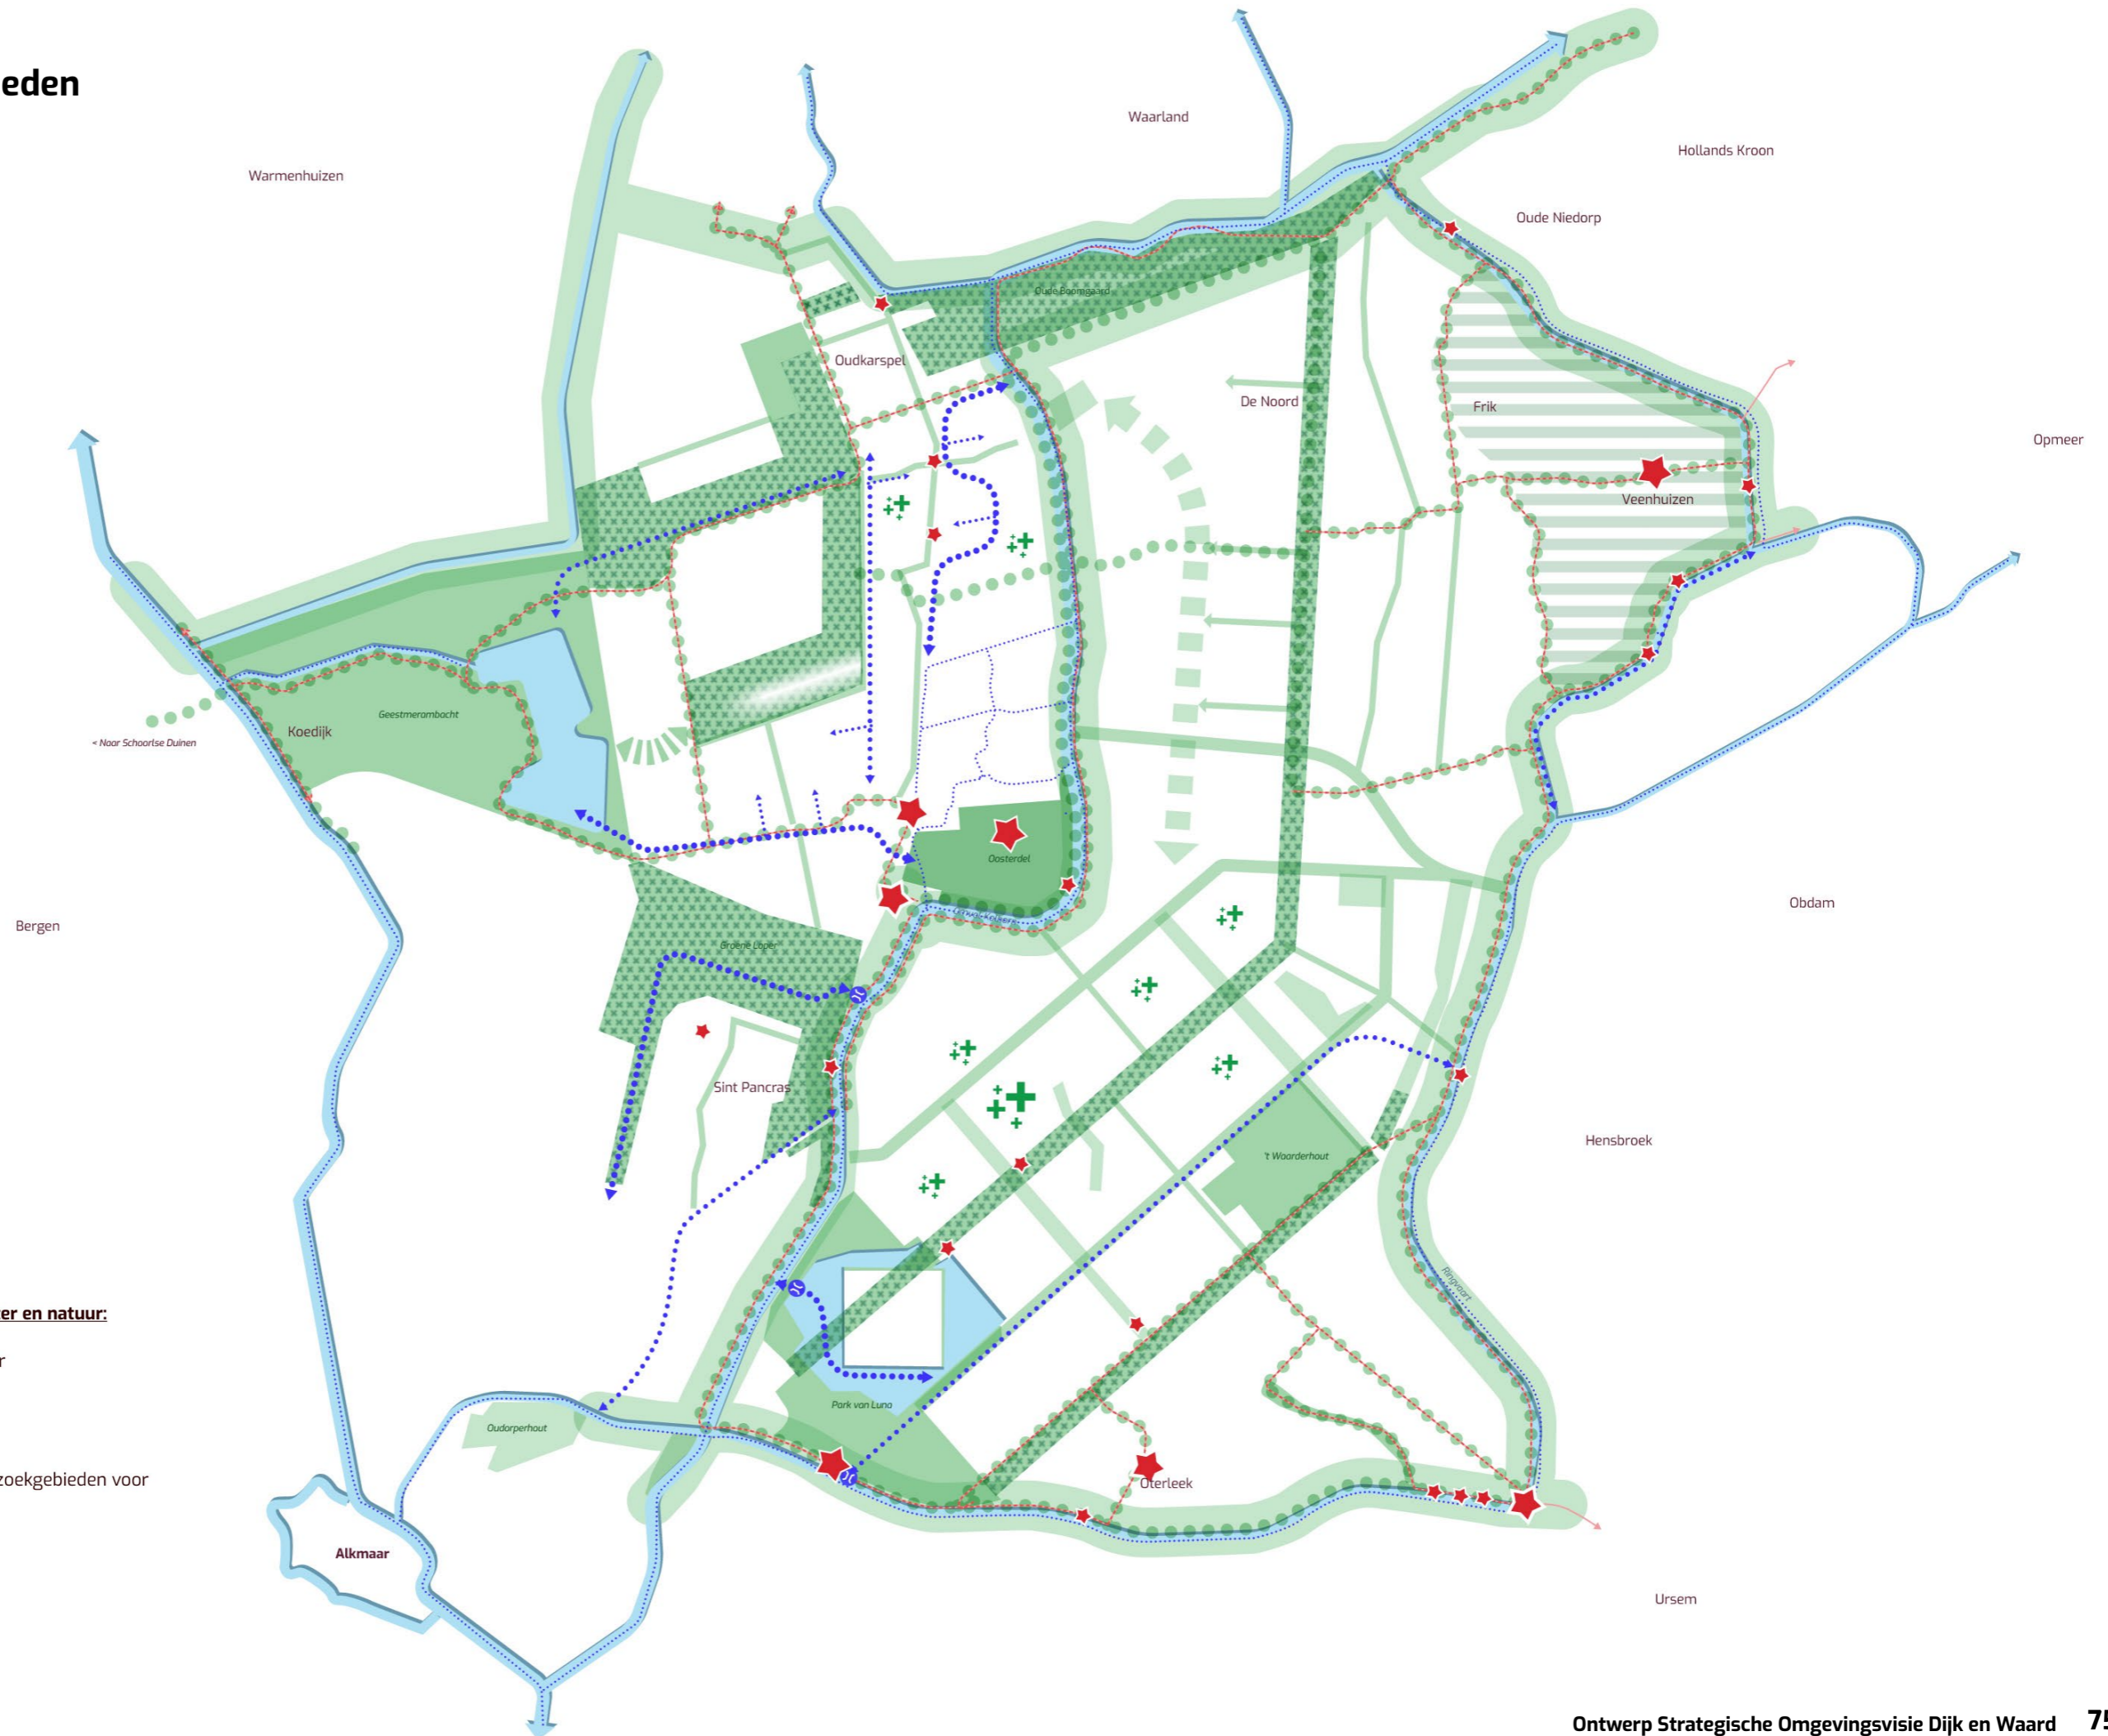 eden
Waarland
Hollands Kroon
Warmenhuizen
Oude Niedorp
Oude Boomgaard
Oudkarspel
De Noord
Frik
Opmeer
Veenhuizen
Geestmerambacht
Koedijk
< Naar Schoorlse Duinen
Oosterdel
Obdam
Bergen
Groene Loper
Sint Pancras
Hensbroek
't Waarderhout
Ringvaart
er en natuur:
r
Park van Luna
Oudorperhout
zoekgebieden voor
Oterleek
Alkmaar
Ursem
Ontwerp Strategische Omgevingsvisie Dijk en Waard 75